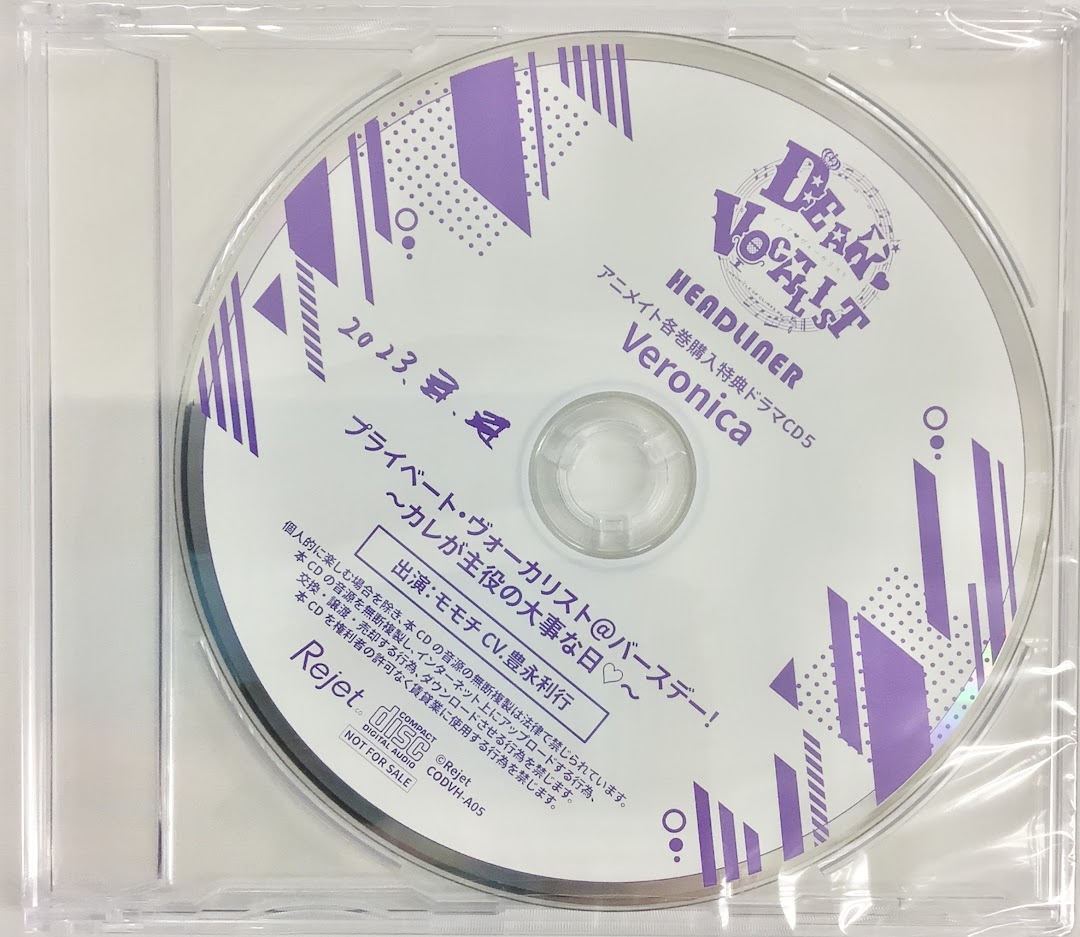 DEAR♥
VOCALIST
HEADLINER
アニメイト各巻購入特典ドラマCD5
Veronica
2023.
プライベート・ヴォーカリスト@バースデー!
~カレが主役の大事な日♡~
出演:モモチ CV.豊永利行
個人的に楽しむ場合を除き、本CDの音源の無断複製は法律で禁じられています。
本CDの音源を無断複製し、インターネット上にアップロードする行為、
交換・譲渡・売却する行為、ダウンロードさせる行為を禁じます。
本CDを権利者の許可なく賃貸業に使用する行為を禁じます。
Rejet
COMPACT
disc
DIGITAL AUDIO
NOT FOR SALE
©Rejet
CODVH-A05